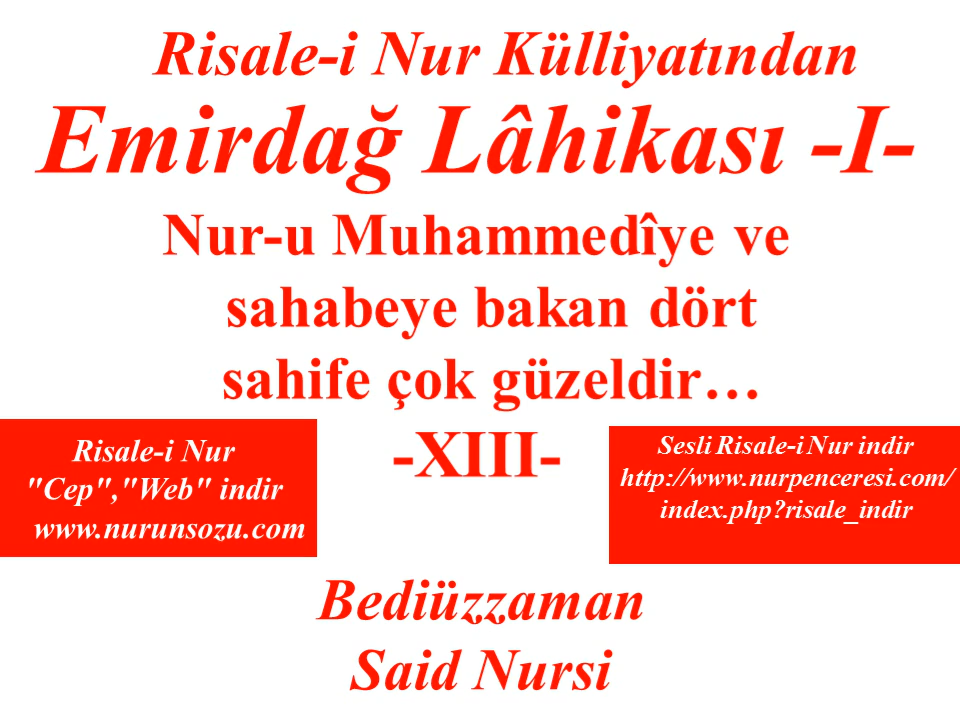 Risale-i Nur Külliyatından
Emirdağ Lâhikası -I-
Nur-u Muhammedîye ve
sahabeye bakan dört
sahife çok güzeldir…
-XIII-
Risale-i Nur
"Cep","Web" indir
www.nurunsozu.com
Sesli Risale-i Nur indir
http://www.nurpenceresi.com/
index.php?risale_indir
Bediüzzaman
Said Nursi